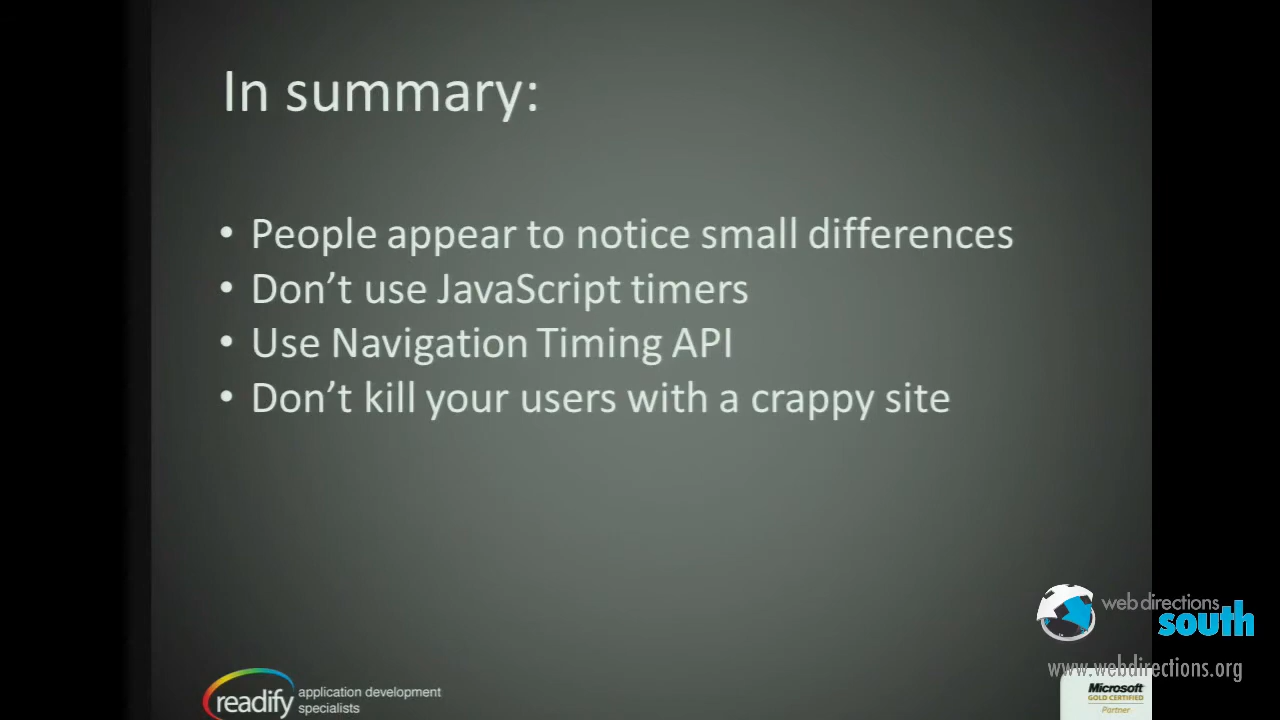 In summary:
• People appear to notice small differences
• Don’t use JavaScript timers
• Use Navigation Timing API
• Don’t kill your users with a crappy site
web directions
south
www.webdirections.org
readify
application development
specialists
Microsoft
GOLD CERTIFIED
Partner